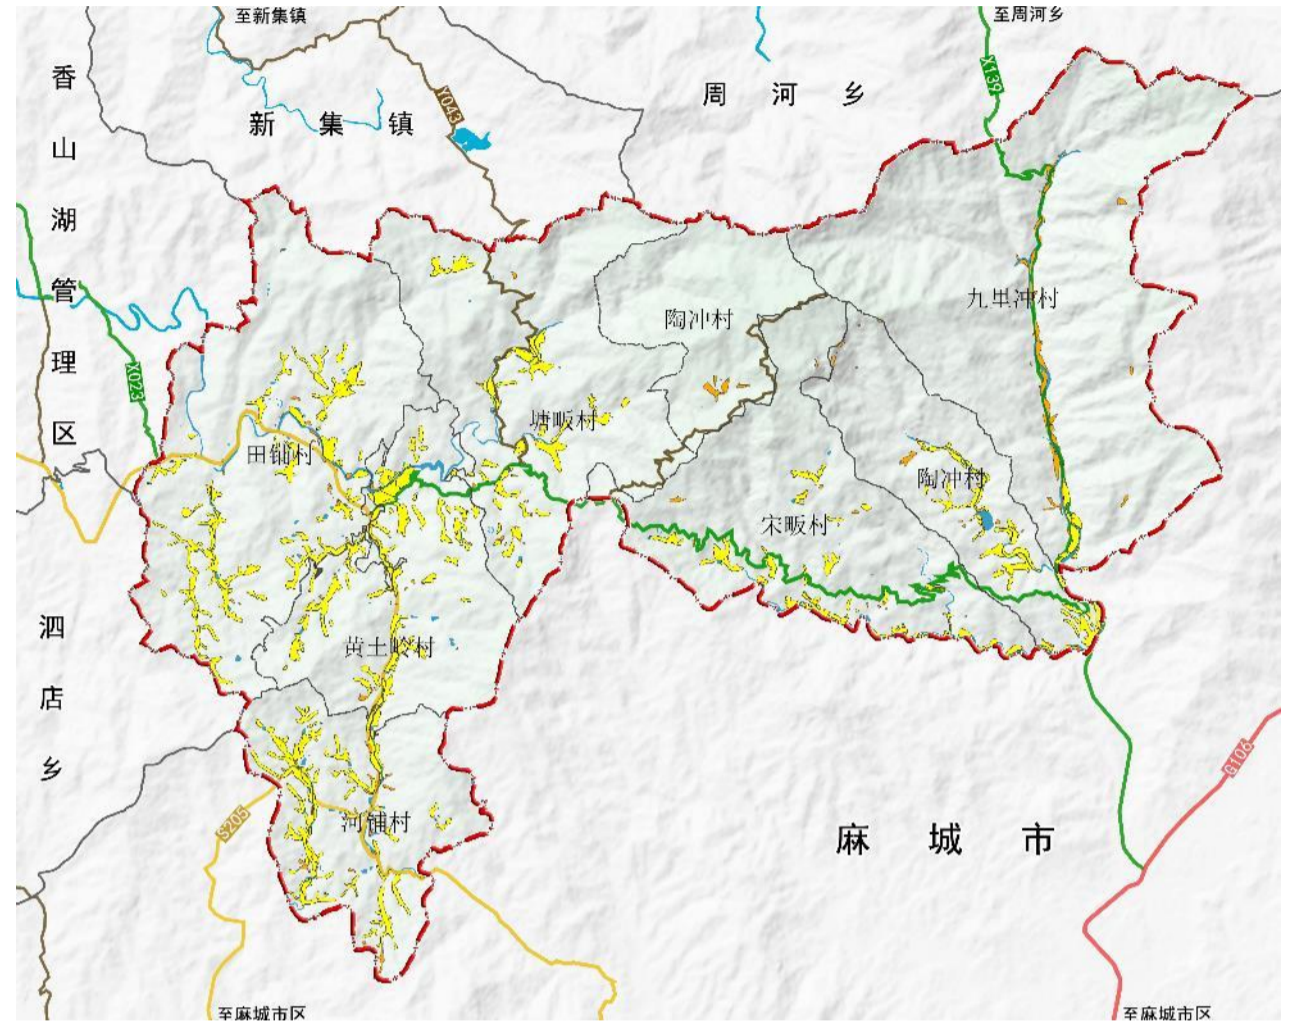 至新集镇
至周河乡
香山湖管理区
新集镇
周河乡
Y043
X139
X023
九里冲村
陶冲村
塘畈村
田铺村
陶冲村
宋畈村
泗店乡
黄土岭村
河铺村
S205
G106
麻城市
至麻城市区
至麻城市区